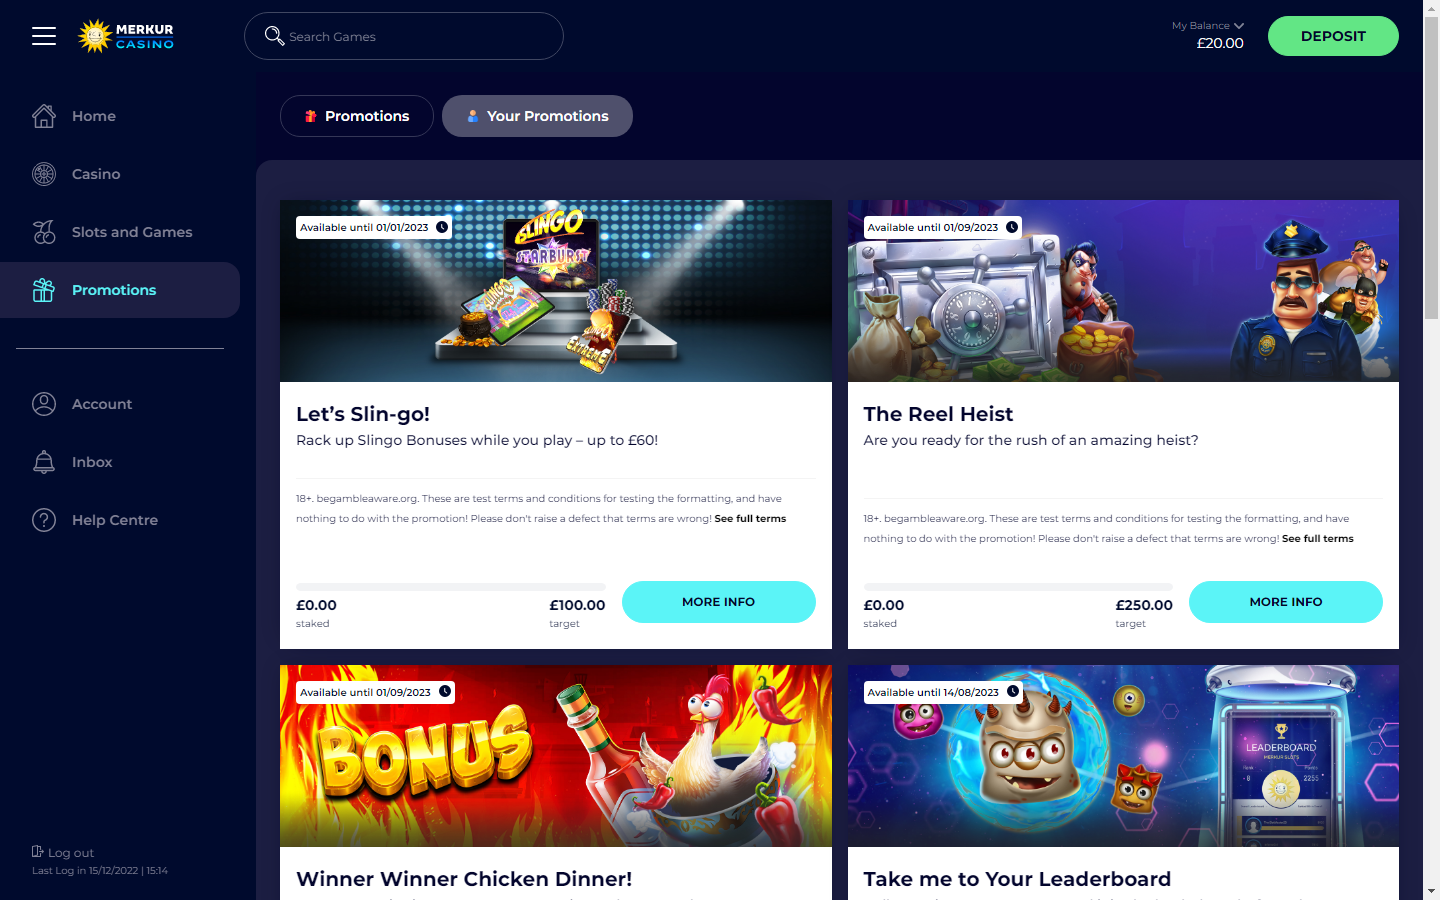 MERKUR
CASINO
Search Games
My Balance
£20.00
DEPOSIT
Home
Casino
Slots and Games
Promotions
Account
Inbox
Help Centre
Log out
Last Log in 15/12/2022 | 15:14
Promotions
Your Promotions
Available until 01/01/2023
SLINGO
STARBURST
SLINGO
EXTREME
Let's Slin-go!
Rack up Slingo Bonuses while you play – up to £60!
18+. begambleaware.org. These are test terms and conditions for testing the formatting, and have
nothing to do with the promotion! Please don't raise a defect that terms are wrong! See full terms
£0.00
staked
£100.00
target
MORE INFO
Available until 01/09/2023
The Reel Heist
Are you ready for the rush of an amazing heist?
18+. begambleaware.org. These are test terms and conditions for testing the formatting, and have
nothing to do with the promotion! Please don't raise a defect that terms are wrong! See full terms
£0.00
staked
£250.00
target
MORE INFO
Available until 01/09/2023
BONUS
Winner Winner Chicken Dinner!
Available until 14/08/2023
LEADERBOARD
MERKUR SLOTS
8
2255
Take me to Your Leaderboard